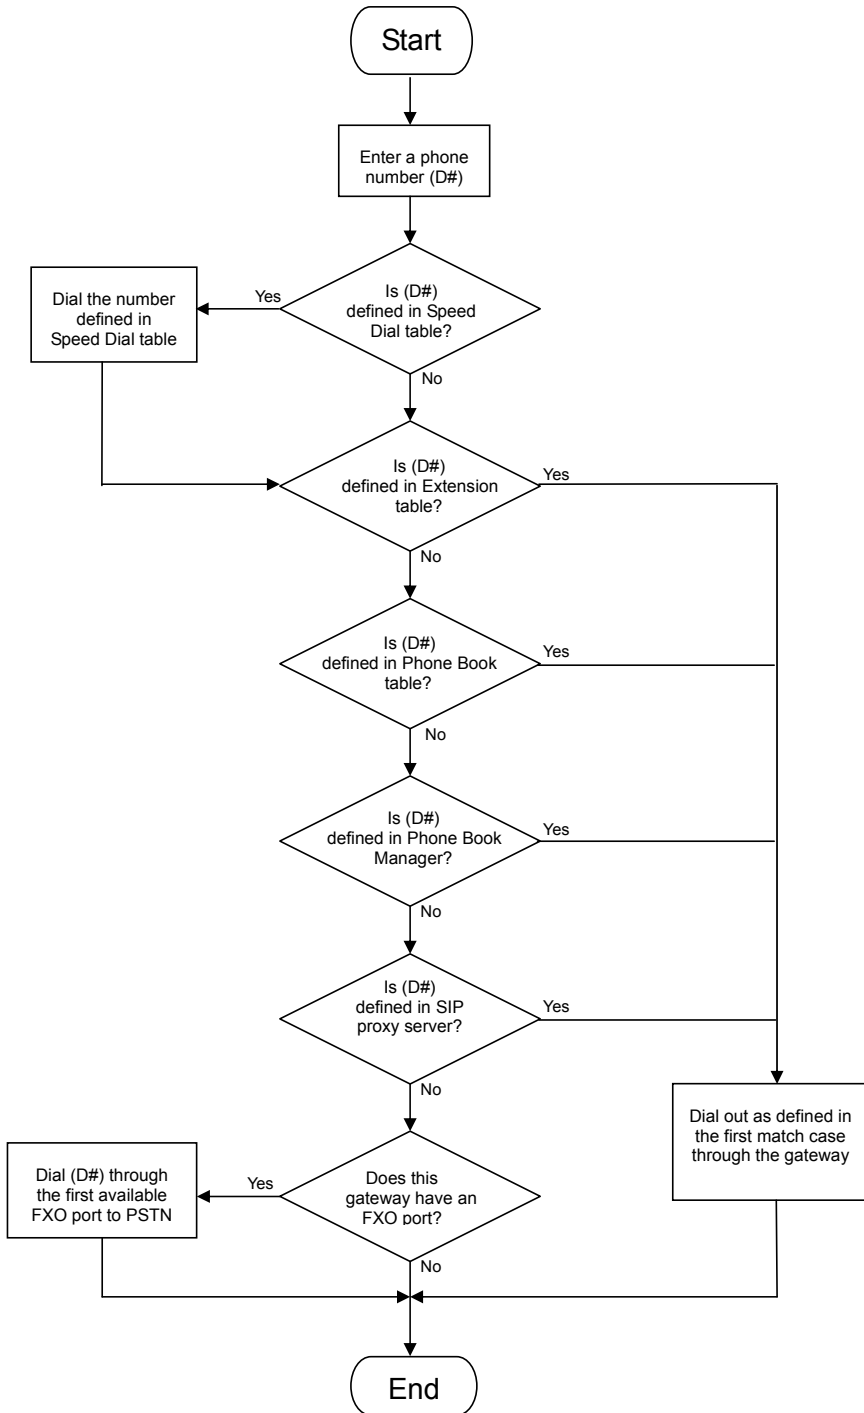 Start
Enter a phone
number (D#)
Is (D#)
defined in Speed
Dial table?
Yes
Dial the number
defined in
Speed Dial table
No
Is (D#)
defined in Extension
table?
Yes
No
Is (D#)
defined in Phone Book
table?
Yes
No
Is (D#)
defined in Phone Book
Manager?
Yes
No
Is (D#)
defined in SIP
proxy server?
Yes
No
Dial out as defined in
the first match case
through the gateway
Does this
gateway have an
FXO port?
Yes
Dial (D#) through
the first available
FXO port to PSTN
No
End